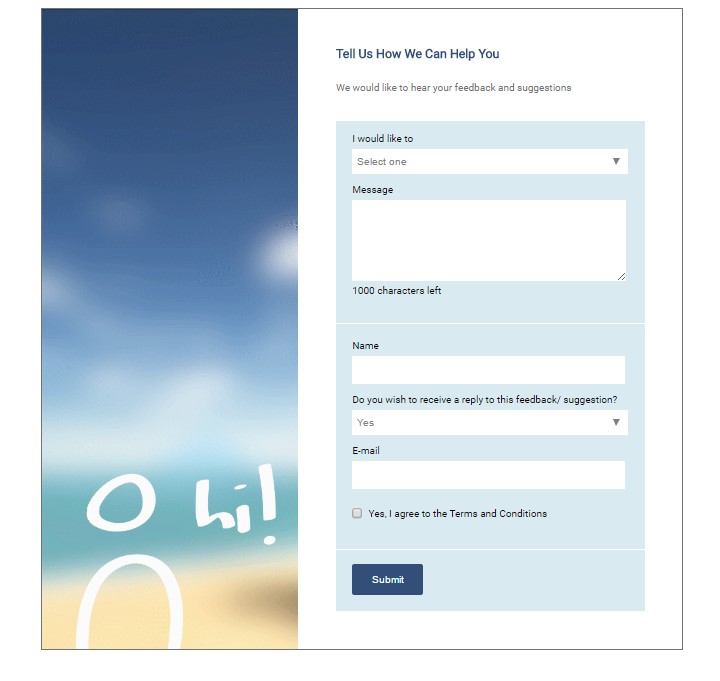 Tell Us How We Can Help You
We would like to hear your feedback and suggestions
I would like to
Select one
Message
1000 characters left
Name
Do you wish to receive a reply to this feedback/ suggestion?
Yes
E-mail
Yes, I agree to the Terms and Conditions
Submit
O hi!